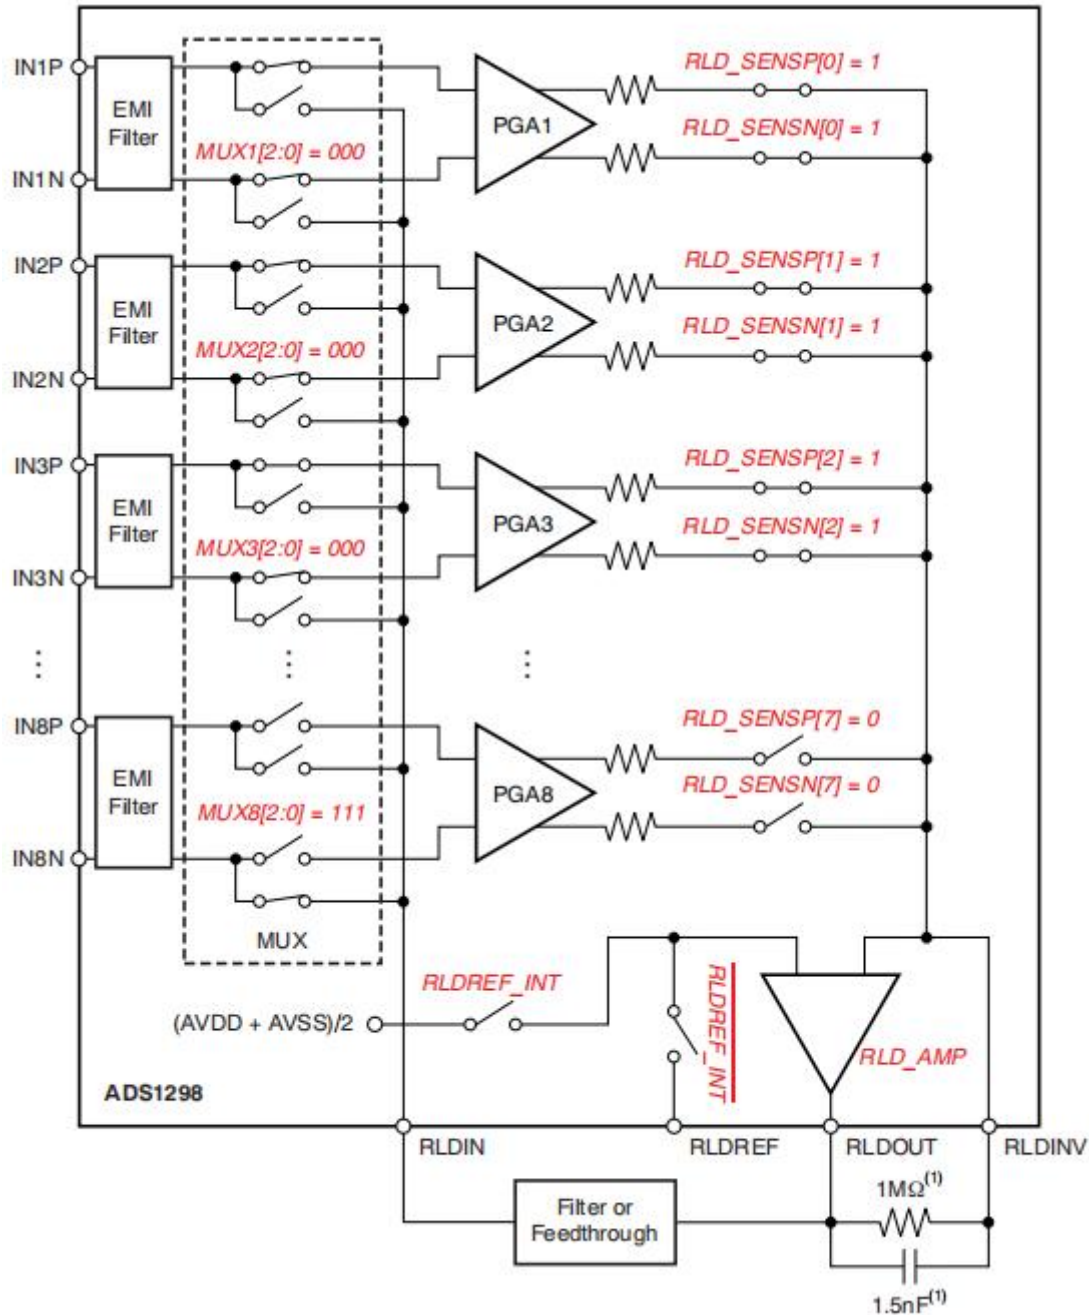 IN1P
EMI
Filter
IN1N
MUX1[2:0] = 000
PGA1
RLD_SENSP[0] = 1
RLD_SENSN[0] = 1
IN2P
EMI
Filter
IN2N
MUX2[2:0] = 000
PGA2
RLD_SENSP[1] = 1
RLD_SENSN[1] = 1
IN3P
EMI
Filter
IN3N
MUX3[2:0] = 000
PGA3
RLD_SENSP[2] = 1
RLD_SENSN[2] = 1
IN8P
EMI
Filter
IN8N
MUX8[2:0] = 111
PGA8
RLD_SENSP[7] = 0
RLD_SENSN[7] = 0
MUX
RLDREF_INT
(AVDD + AVSS)/2
RLDREF_INT
RLD_AMP
ADS1298
RLDIN
RLDREF
RLDOUT
RLDINV
Filter or
Feedthrough
1MΩ(1)
1.5nF(1)